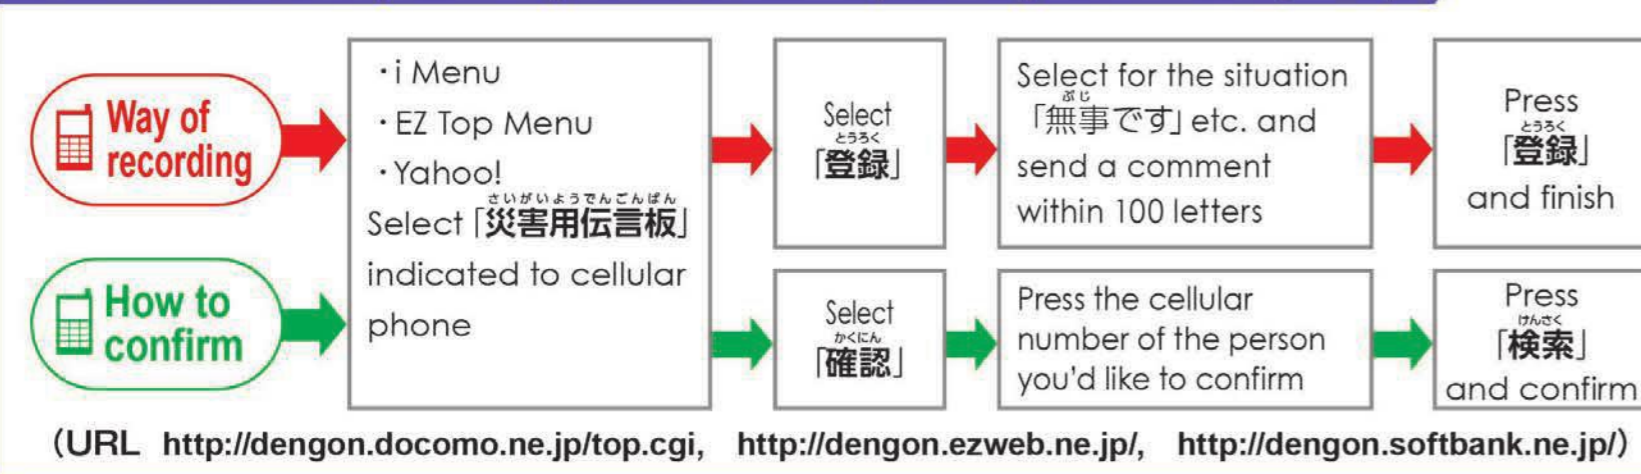 Way of
recording
・i Menu
・EZ Top Menu
・Yahoo!
さいがいようでんごんばん
Select「災害用伝言板」
indicated to cellular
phone
Select
とうろく
「登録」
Select for the situation
ぶじ
「無事です」etc. and
send a comment
within 100 letters
Press
とうろく
「登録」
and finish
How to
confirm
Select
かくにん
「確認」
Press the cellular
number of the person
you'd like to confirm
Press
けんさく
「検索」
and confirm
（URL http://dengon.docomo.ne.jp/top.cgi, http://dengon.ezweb.ne.jp/, http://dengon.softbank.ne.jp/）